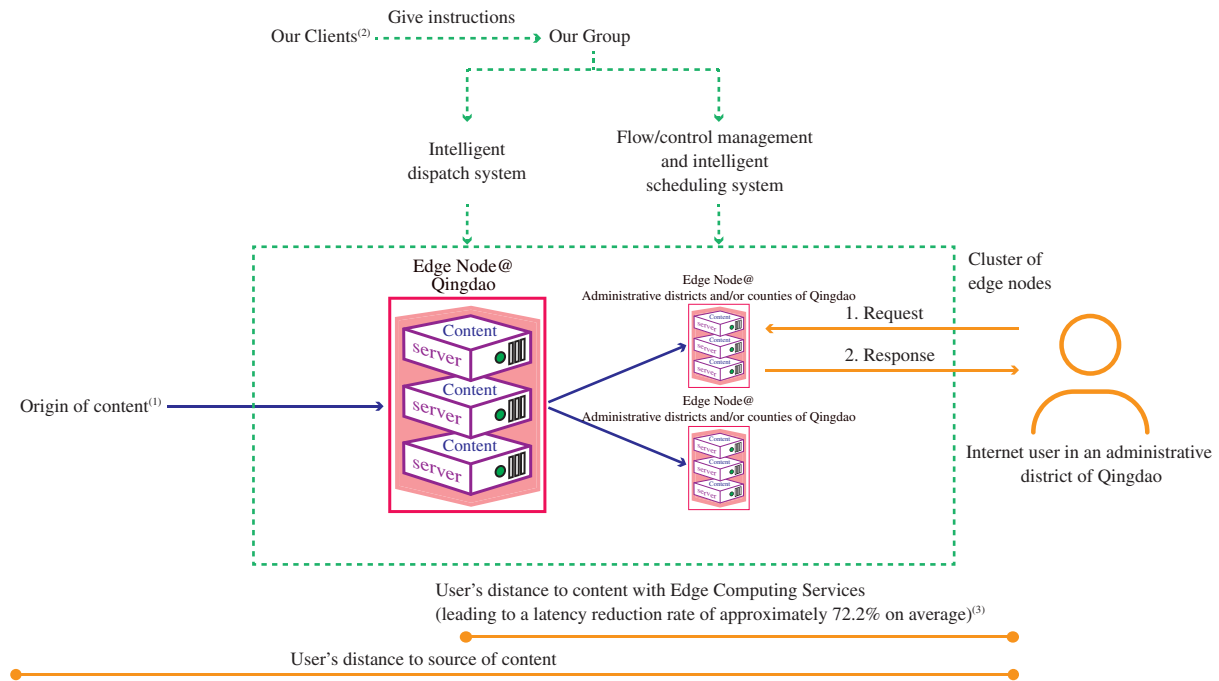 Give instructions
Our Clients(2)
Our Group
Intelligent
dispatch system
Flow/control management
and intelligent
scheduling system
Cluster of
edge nodes
Edge Node@
Qingdao
Content
server
Content
server
Content
server
Edge Node@
Administrative districts and/or counties of Qingdao
Content
server
1. Request
2. Response
Origin of content(1)
Edge Node@
Administrative districts and/or counties of Qingdao
Content
server
Internet user in an administrative
district of Qingdao
User's distance to content with Edge Computing Services
(leading to a latency reduction rate of approximately 72.2% on average)(3)
User's distance to source of content